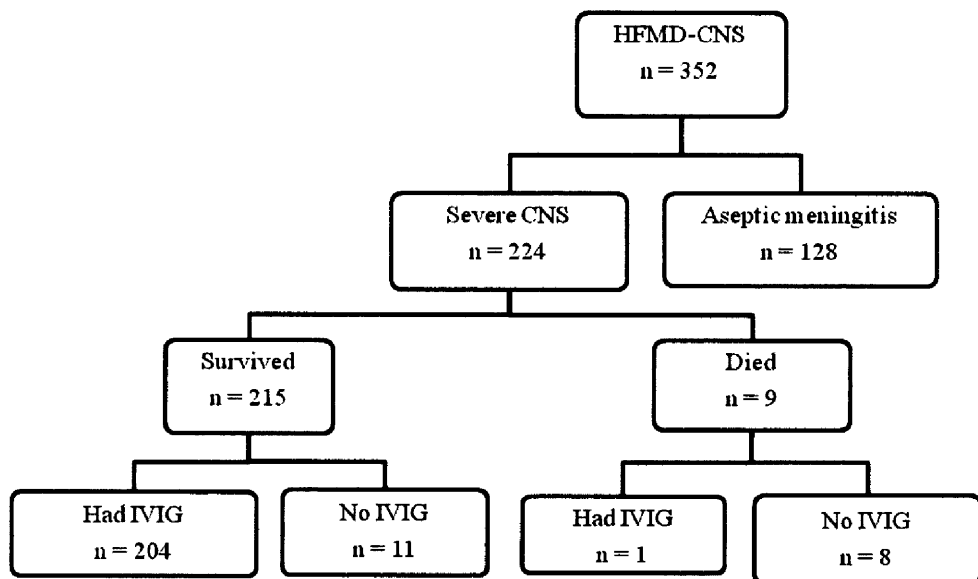 HFMD-CNS
n = 352
Severe CNS
n = 224
Aseptic meningitis
n = 128
Survived
n = 215
Died
n = 9
Had IVIG
n = 204
No IVIG
n = 11
Had IVIG
n = 1
No IVIG
n = 8